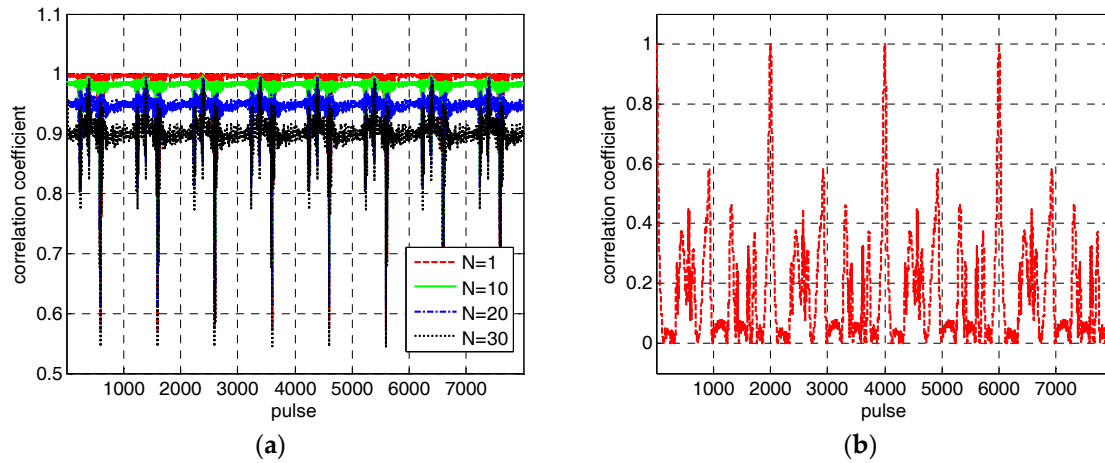 1.1
1
0.9
0.8
0.7
0.6
0.5
correlation coefficient
1000 2000 3000 4000 5000 6000 7000
pulse
N=1
N=10
N=20
N=30
(a)
1
0.8
0.6
0.4
0.2
0
correlation coefficient
1000 2000 3000 4000 5000 6000 7000
pulse
(b)